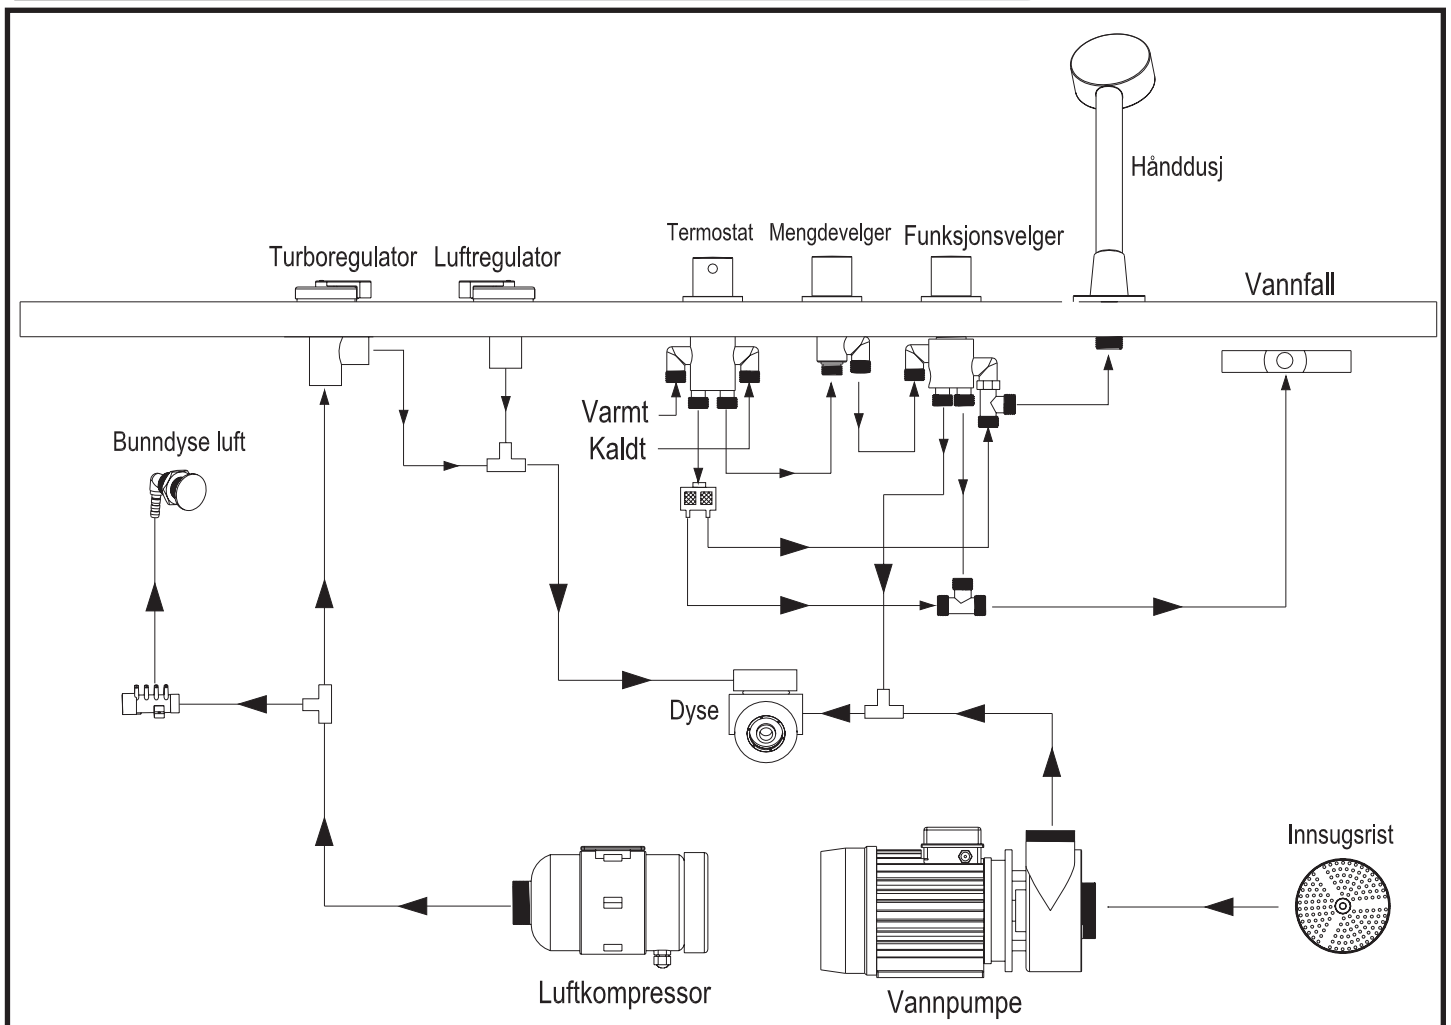 Hånddusj
Turboregulator
Luftregulator
Termostat
Mengdevelger
Funksjonsvelger
Vannfall
Varmt
Kaldt
Bunndyse luft
Dyse
Innsugsrist
Luftkompressor
Vannpumpe